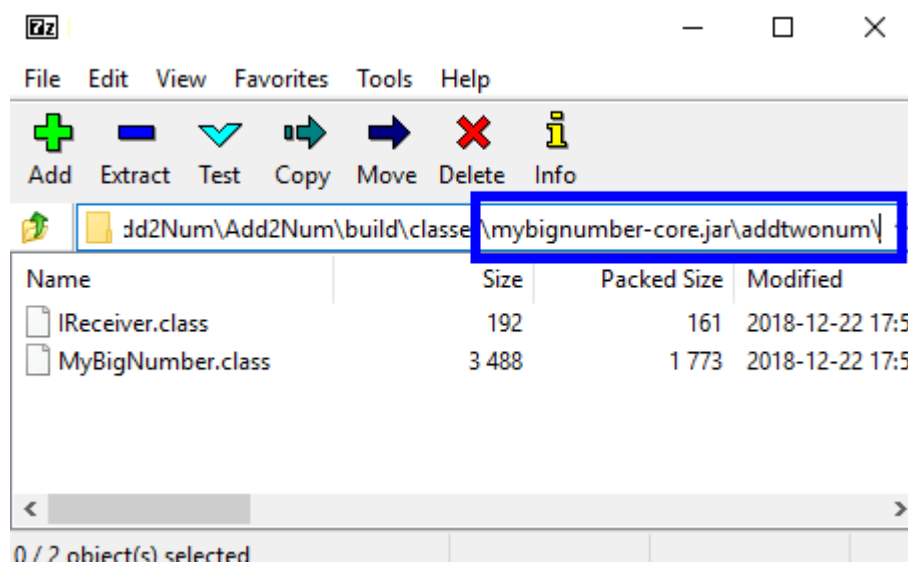 7z
File Edit View Favorites Tools Help
Add Extract Test Copy Move Delete Info
dd2Num\Add2Num\build\classe \mybignumber-core.jar\addtwonum\
Name Size Packed Size Modified
IReceiver.class 192 161 2018-12-22 17:5
MyBigNumber.class 3 488 1 773 2018-12-22 17:5
0 / 2 object(s) selected